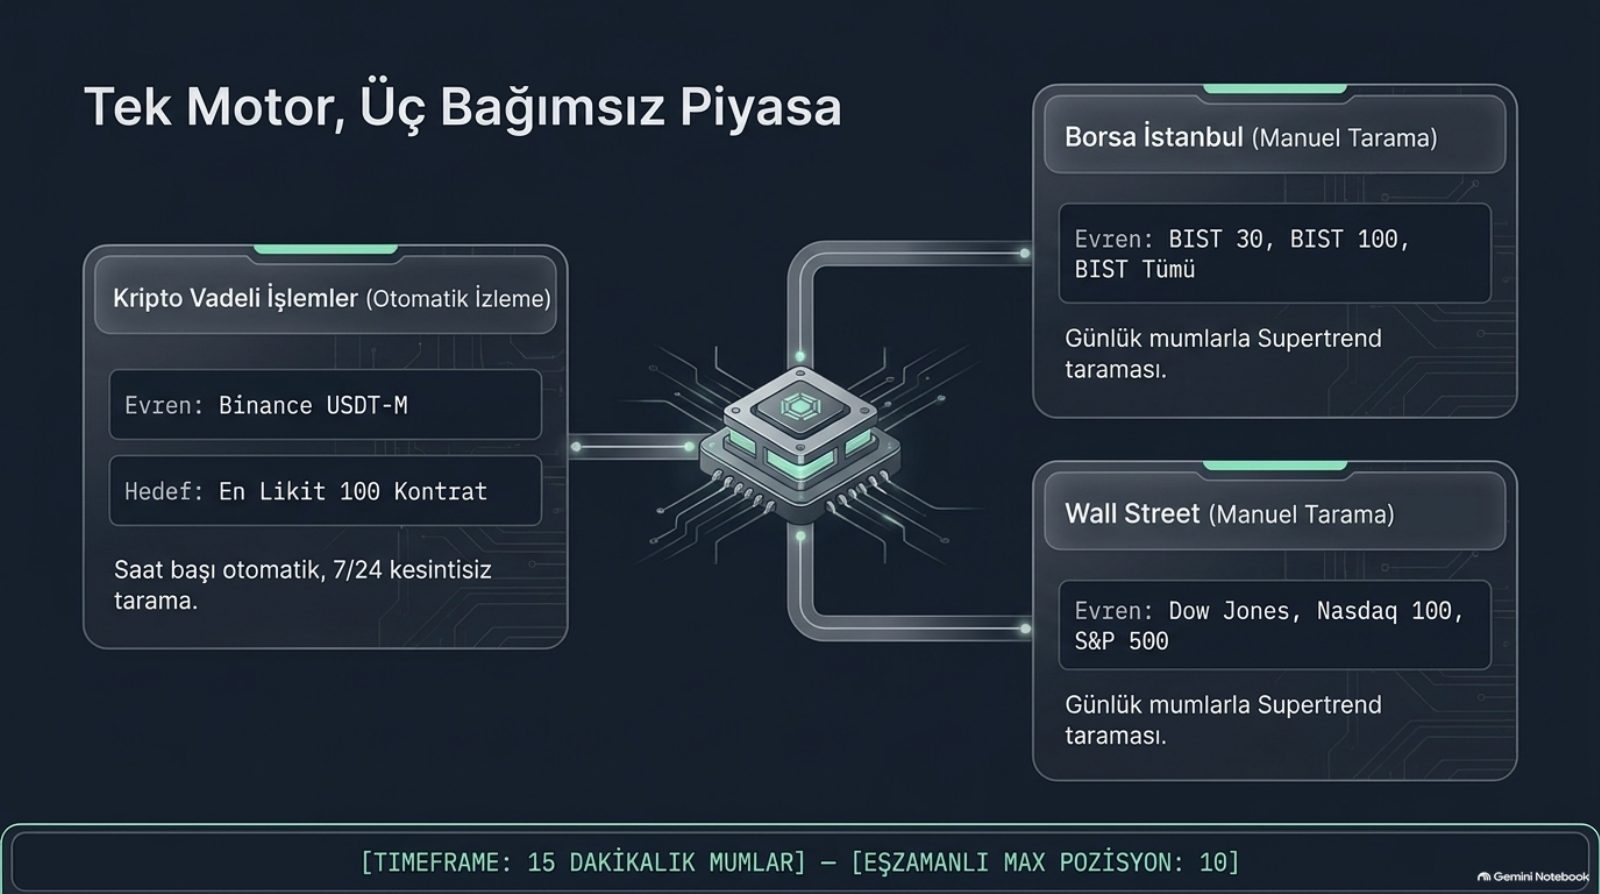 Tek Motor, Üç Bağımsız Piyasa
Kripto Vadeli İşlemler (Otomatik İzleme)
Evren: Binance USDT-M
Hedef: En Likit 100 Kontrat
Saat başı otomatik, 7/24 kesintisiz
tarama.
Borsa İstanbul (Manuel Tarama)
Evren: BIST 30, BIST 100,
BIST Tümü
Günlük mumlarla Supertrend
taraması.
Wall Street (Manuel Tarama)
Evren: Dow Jones, Nasdaq 100,
S&P 500
Günlük mumlarla Supertrend
taraması.
[TIMEFRAME: 15 DAKİKALIK MUMLAR] — [EŞZAMANLI MAX POZİSYON: 10]
Gemini Notebook